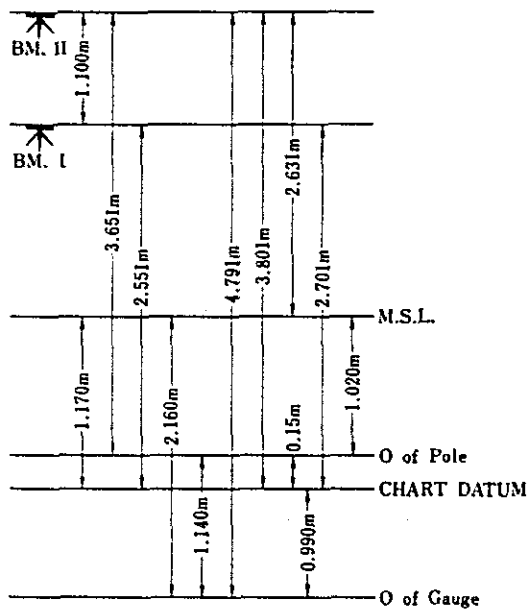 BM. II
1.100m
BM. I
3.651m
2.551m
4.791m
3.801m
2.631m
2.701m
M.S.L.
1.170m
2.160m
0.15m
1.020m
O of Pole
CHART DATUM
1.140m
0.990m
O of Gauge